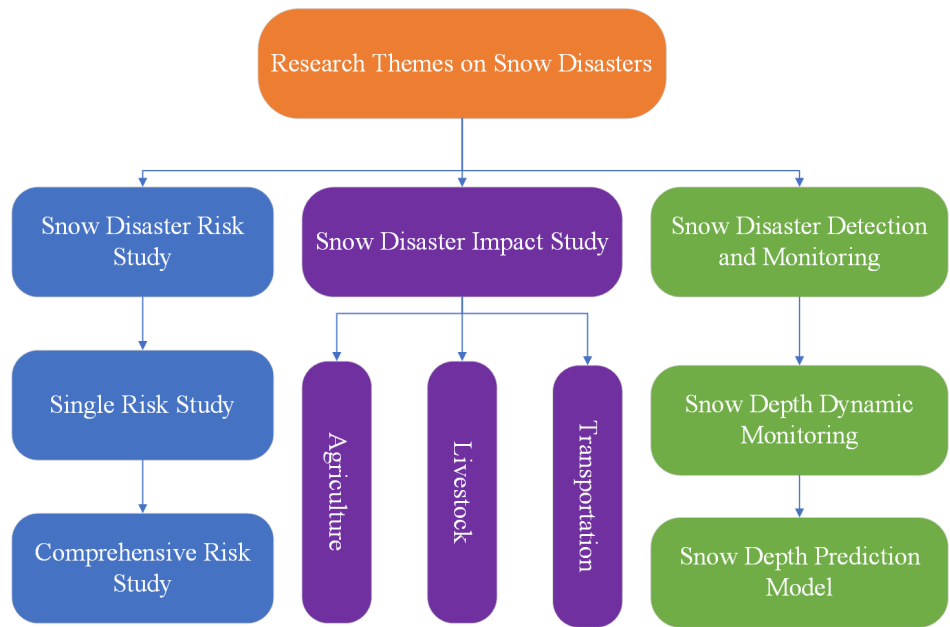 Research Themes on Snow Disasters
Snow Disaster Risk
Study
Snow Disaster Impact Study
Snow Disaster Detection
and Monitoring
Single Risk Study
Agriculture
Livestock
Transportation
Snow Depth Dynamic
Monitoring
Comprehensive Risk
Study
Snow Depth Prediction
Model